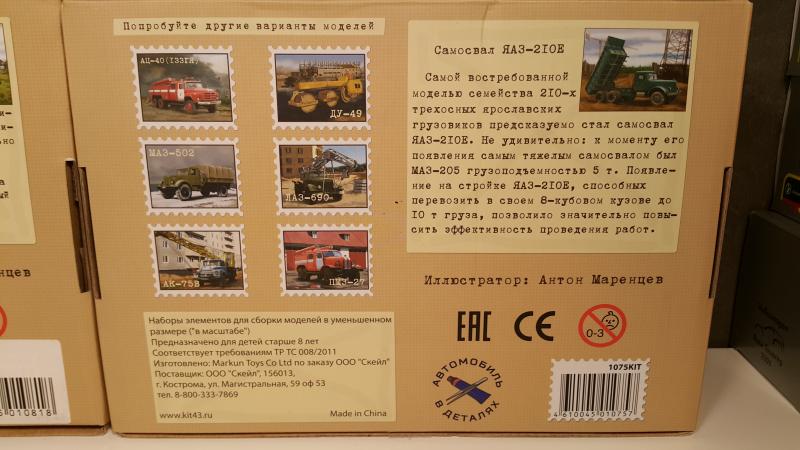 Попробуйте другие варианты моделей
АЦ-40(133ГЯ)
ДУ-49
МАЗ-502
ЛАЗ-690
АК-75В
ПМЗ-27
Самосвал ЯАЗ-210Е
Самой востребованной
моделью семейства 210-х
трехосных ярославских
грузовиков предсказуемо стал самосвал
ЯАЗ-210Е. Не удивительно: к моменту его
появления самым тяжелым самосвалом был
МАЗ-205 грузоподъемностью 5 т. Появле-
ние на стройке ЯАЗ-210Е, способных
перевозить в своем 8-кубовом кузове до
10 т груза, позволило значительно повы-
сить эффективность проведения работ.
Иллюстратор: Антон Маренцев
Наборы элементов для сборки моделей в уменьшенном
размере ("в масштабе")
Предназначено для детей старше 8 лет
Соответствует требованиям ТР ТС 008/2011
Изготовлено: Markun Toys Co Ltd по заказу ООО "Скейл"
Поставщик: ООО "Скейл", 156013,
г. Кострома, ул. Магистральная, 59 оф 53
тел. 8-800-333-7869
www.kit43.ru
Made in China
EAC CE
0-3
АВТОМОБИЛЬ
В ДЕТАЛЯХ
1075KIT
4610045010757
ренцев
5010818